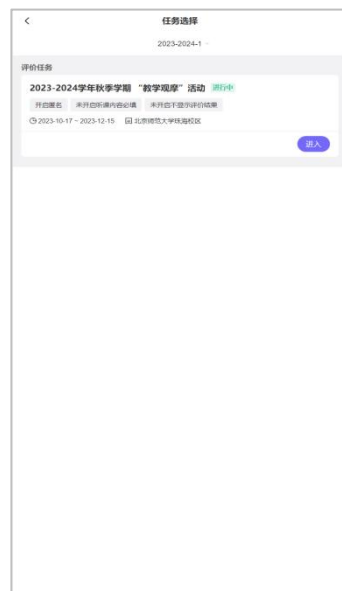 任务选择
2023-2024-1
评价任务
2023-2024学年秋季学期 “教学观摩”活动 进行中
开启匿名 未开启听课内容必填 未开启不显示评价结果
2023-10-17 ~ 2023-12-15 北京师范大学珠海校区
进入